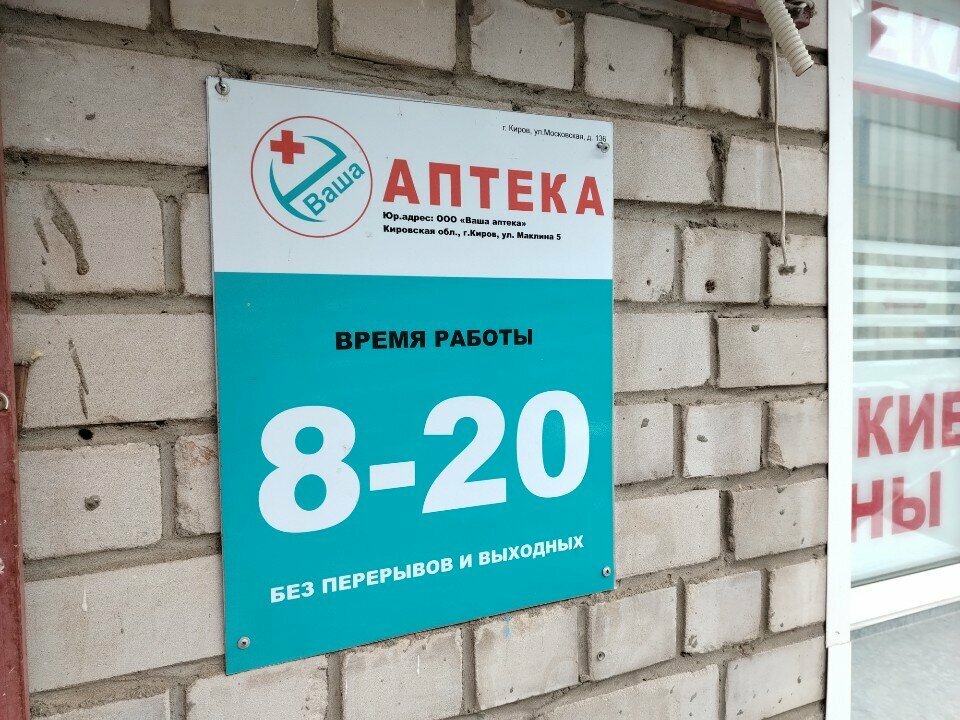 г. Киров, ул.Московская, д. 136
Ваша
АПТЕКА
Юр.адрес: ООО «Ваша аптека»
Кировская обл., г.Киров, ул. Маклина 5
ВРЕМЯ РАБОТЫ
8-20
БЕЗ ПЕРЕРЫВОВ И ВЫХОДНЫХ